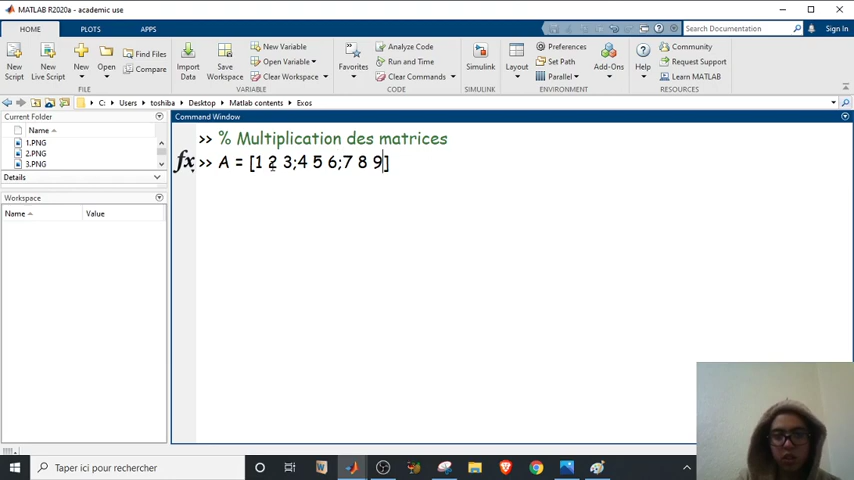 MATLAB R2020a - academic use
HOME PLOTS APPS
Search Documentation Sign In
New Script
New Live Script
New
Open
Find Files
Compare
Import Data
Save Workspace
New Variable
Open Variable
Clear Workspace
Favorites
Analyze Code
Run and Time
Clear Commands
Simulink
Layout
Preferences
Set Path
Parallel
Add-Ons
Help
Community
Request Support
Learn MATLAB
FILE VARIABLE CODE SIMULINK ENVIRONMENT RESOURCES
C: Users toshiba Desktop Matlab contents Exos
Current Folder
Name
1.PNG
2.PNG
3.PNG
Details
Workspace
Name Value
Command Window
>> % Multiplication des matrices
fx >> A = [1 2 3;4 5 6;7 8 9]
Taper ici pour rechercher